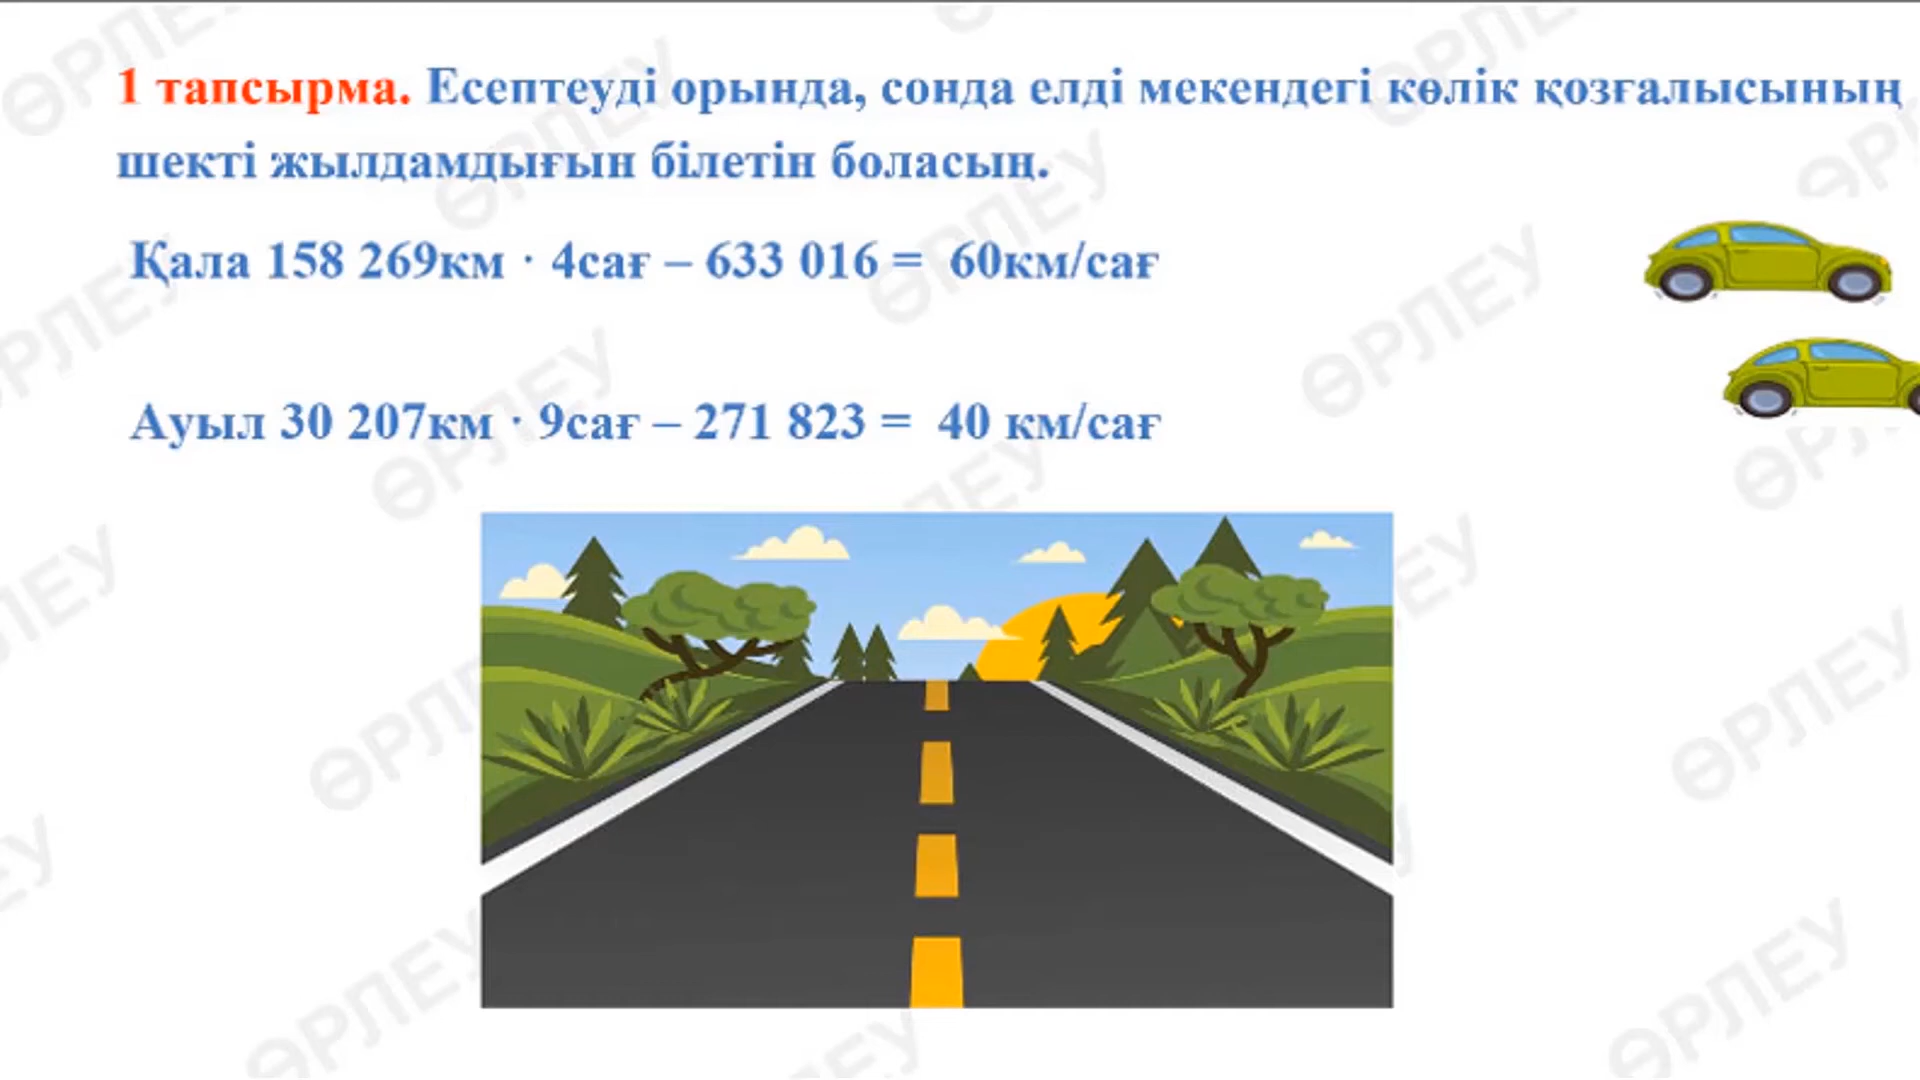 1 тапсырма. Есептеуді орында, сонда елді мекендегі көлік қозғалысының
шекті жылдамдығын білетін боласың.
Қала 158 269км · 4сағ – 633 016 = 60км/сағ
Ауыл 30 207км · 9сағ – 271 823 = 40 км/сағ
ӨРЛЕУ